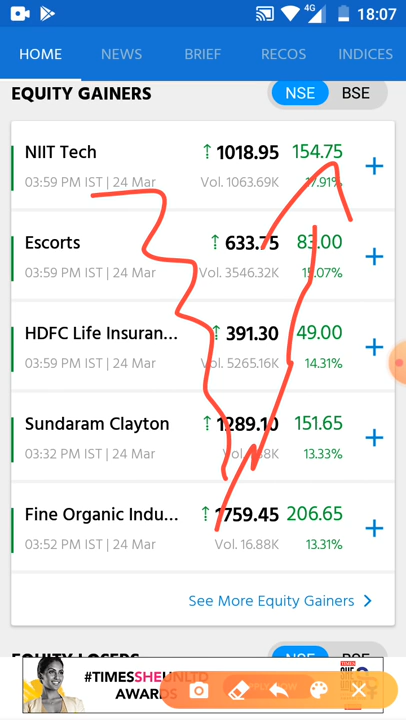 4G 18:07
HOME NEWS BRIEF RECOS INDICES
EQUITY GAINERS NSE BSE
NIIT Tech 1018.95 154.75
03:59 PM IST | 24 Mar Vol. 1063.69K 17.91%
Escorts 633.75 83.00
03:59 PM IST | 24 Mar Vol. 3546.32K 15.07%
HDFC Life Insuran... 391.30 49.00
03:59 PM IST | 24 Mar Vol. 5265.16K 14.31%
Sundaram Clayton 1289.10 151.65
03:32 PM IST | 24 Mar 13.33%
Fine Organic Indu... 1759.45 206.65
03:52 PM IST | 24 Mar Vol. 16.88K 13.31%
See More Equity Gainers
EQUITY LOSERS NSE BSE
#TIMESSHEUNLTD
AWARDS